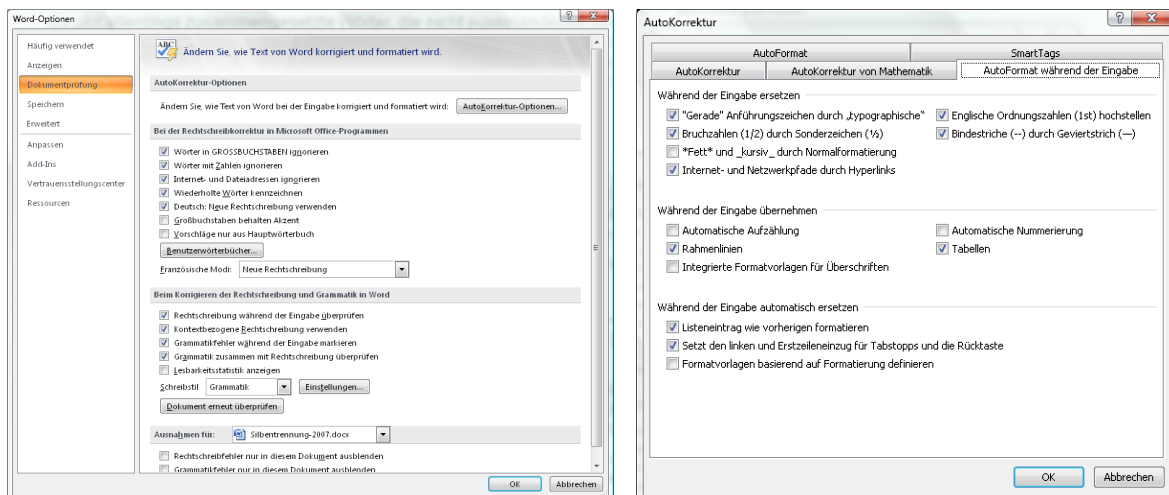 Word-Optionen
Häufig verwendet
Anzeigen
Dokumentprüfung
Speichern
Erweitert
Anpassen
Add-Ins
Vertrauensstellungscenter
Ressourcen
ABC
Ändern Sie, wie Text von Word korrigiert und formatiert wird.
AutoKorrektur-Optionen
Ändern Sie, wie Text von Word bei der Eingabe korrigiert und formatiert wird: AutoKorrektur-Optionen...
Bei der Rechtschreibkorrektur in Microsoft Office-Programmen
Wörter in GROSSBUCHSTABEN ignorieren
Wörter mit Zahlen ignorieren
Internet- und Dateiadressen ignorieren
Wiederholte Wörter kennzeichnen
Deutsch: Neue Rechtschreibung verwenden
Großbuchstaben behalten Akzent
Vorschläge nur aus Hauptwörterbuch
Benutzerwörterbücher...
Französische Modi: Neue Rechtschreibung
Beim Korrigieren der Rechtschreibung und Grammatik in Word
Rechtschreibung während der Eingabe überprüfen
Kontextbezogene Rechtschreibung verwenden
Grammatikfehler während der Eingabe markieren
Grammatik zusammen mit Rechtschreibung überprüfen
Lesbarkeitsstatistik anzeigen
Schreibstil Grammatik Einstellungen...
Dokument erneut überprüfen
Ausnahmen für: Silbentrennung-2007.docx
Rechtschreibfehler nur in diesem Dokument ausblenden
Grammatikfehler nur in diesem Dokument ausblenden
OK Abbrechen
AutoKorrektur
AutoFormat SmartTags
AutoKorrektur AutoKorrektur von Mathematik AutoFormat während der Eingabe
Während der Eingabe ersetzen
"Gerade" Anführungszeichen durch „typographische“ Englische Ordnungszahlen (1st) hochstellen
Bruchzahlen (1/2) durch Sonderzeichen (½) Bindestriche (--) durch Geviertstrich (—)
*Fett* und _kursiv_ durch Normalformatierung
Internet- und Netzwerkpfade durch Hyperlinks
Während der Eingabe übernehmen
Automatische Aufzählung Automatische Nummerierung
Rahmenlinien Tabellen
Integrierte Formatvorlagen für Überschriften
Während der Eingabe automatisch ersetzen
Listeneintrag wie vorherigen formatieren
Setzt den linken und Erstzeileneinzug für Tabstopps und die Rücktaste
Formatvorlagen basierend auf Formatierung definieren
OK Abbrechen